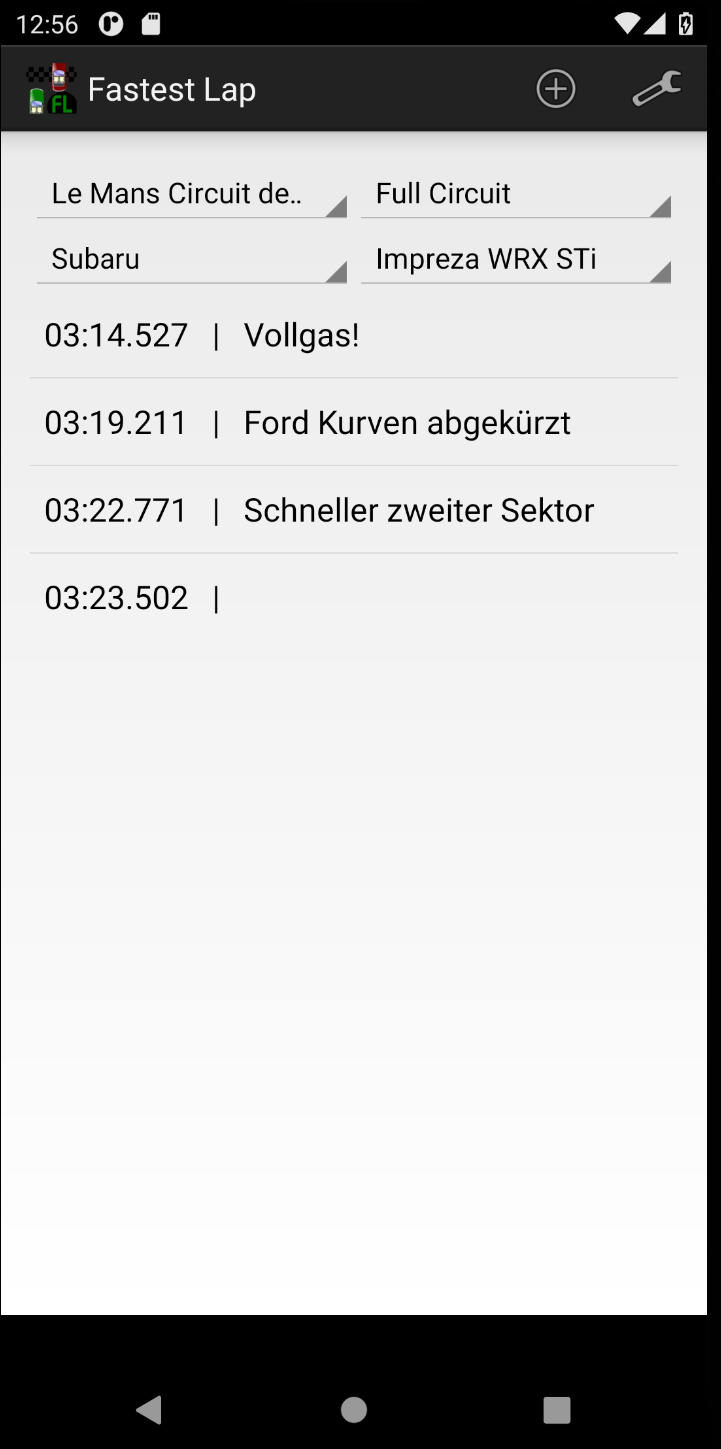 12:56
FL Fastest Lap
Le Mans Circuit de.. Full Circuit
Subaru Impreza WRX STi
03:14.527 | Vollgas!
03:19.211 | Ford Kurven abgekürzt
03:22.771 | Schneller zweiter Sektor
03:23.502 |